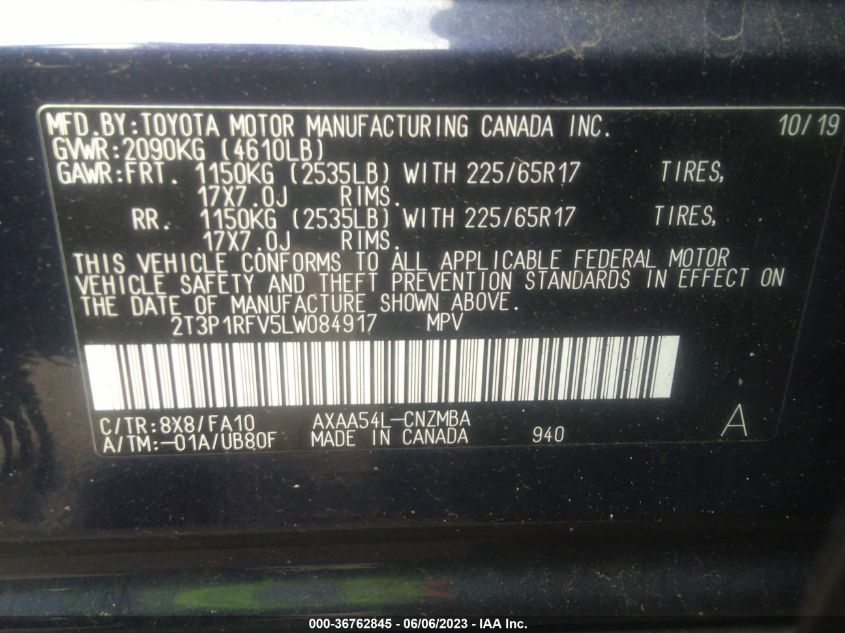 MFD.BY:TOYOTA MOTOR MANUFACTURING CANADA INC. 10/19
GVWR:2090KG (4610LB)
GAWR:FRT. 1150KG (2535LB) WITH 225/65R17 TIRES,
17X7.0J RIMS.
RR. 1150KG (2535LB) WITH 225/65R17 TIRES,
17X7.0J RIMS.
THIS VEHICLE CONFORMS TO ALL APPLICABLE FEDERAL MOTOR
VEHICLE SAFETY AND THEFT PREVENTION STANDARDS IN EFFECT ON
THE DATE OF MANUFACTURE SHOWN ABOVE.
2T3P1RFV5LW084917 MPV
C/TR:8X8/FA10 AXAA54L-CNZMBA
A/TM:-01A/UB80F MADE IN CANADA 940 A
000-36762845 - 06/06/2023 - IAA Inc.